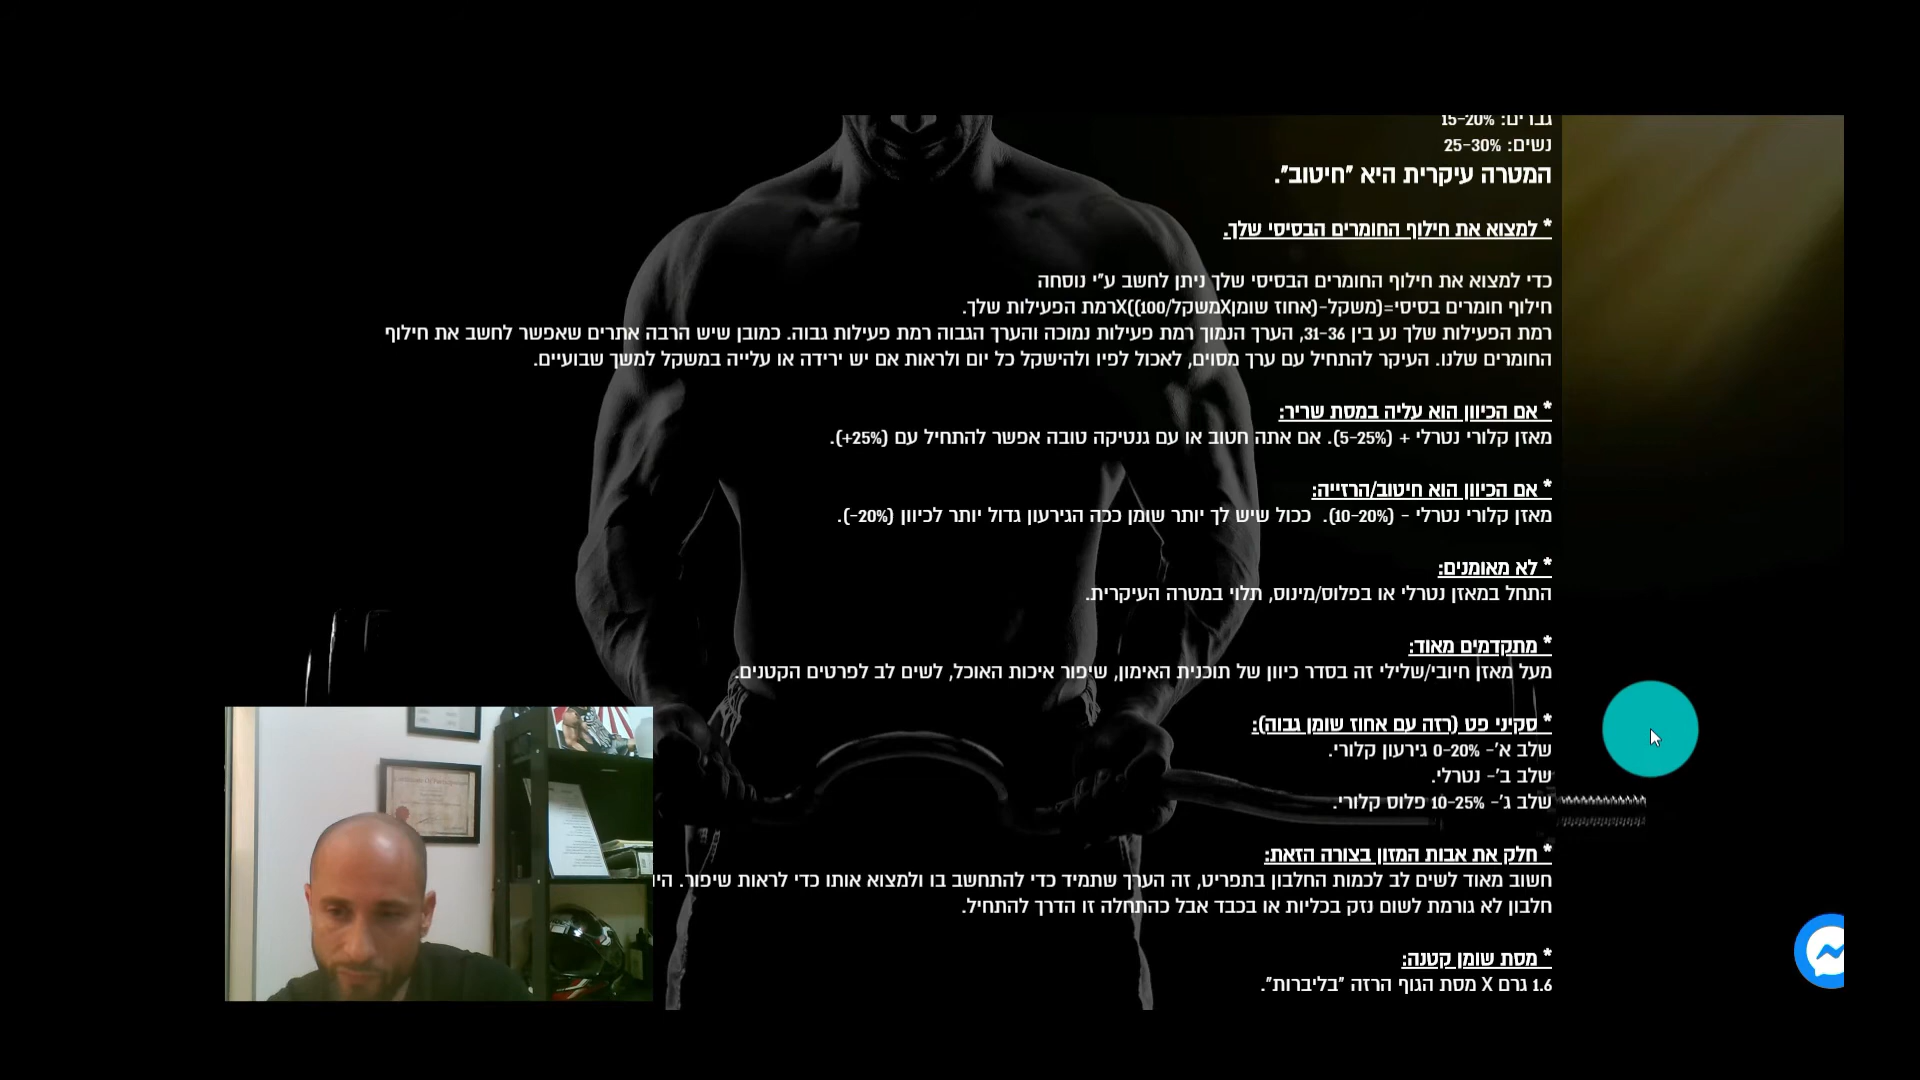 גברים: 15-20%
נשים: 25-30%
המטרה עיקרית היא "חיטוב".
* למצוא את חילוף החומרים הבסיסי שלך.
כדי למצוא את חילוף החומרים הבסיסי שלך ניתן לחשב ע"י נוסחה
חילוף חומרים בסיסי=(משקל-(אחוז שומןXמשקל/100))Xרמת הפעילות שלך.
רמת הפעילות שלך נע בין 31-36, הערך הנמוך רמת פעילות נמוכה והערך הגבוה רמת פעילות גבוה. כמובן שיש הרבה אתרים שאפשר לחשב את חילוף
החומרים שלנו. העיקר להתחיל עם ערך מסוים, לאכול לפיו ולהישקל כל יום ולראות אם יש ירידה או עלייה במשקל למשך שבועיים.
* אם הכיוון הוא עליה במסת שריר:
מאזן קלורי נטרלי + (5-25%). אם אתה חטוב או עם גנטיקה טובה אפשר להתחיל עם (25%+).
* אם הכיוון הוא חיטוב/הרזייה:
מאזן קלורי נטרלי - (10-20%). ככול שיש לך יותר שומן ככה הגירעון גדול יותר לכיוון (20%-).
* לא מאומנים:
התחל במאזן נטרלי או בפלוס/מינוס, תלוי במטרה העיקרית.
* מתקדמים מאוד:
מעל מאזן חיובי/שלילי זה בסדר כיוון של תוכנית האימון, שיפור איכות האוכל, לשים לב לפרטים הקטנים.
* סקיני פט (רזה עם אחוז שומן גבוה):
שלב א'- 0-20% גירעון קלורי.
שלב ב'- נטרלי.
שלב ג'- 10-25% פלוס קלורי.
* חלק את אבות המזון בצורה הזאת:
חשוב מאוד לשים לב לכמות החלבון בתפריט, זה הערך שתמיד כדי להתחשב בו ולמצוא אותו כדי לראות שיפור.
חלבון לא גורמת לשום נזק בכליות או בכבד אבל כהתחלה זו הדרך להתחיל.
* מסת שומן קטנה:
1.6 גרם X מסת הגוף הרזה "בליברות".